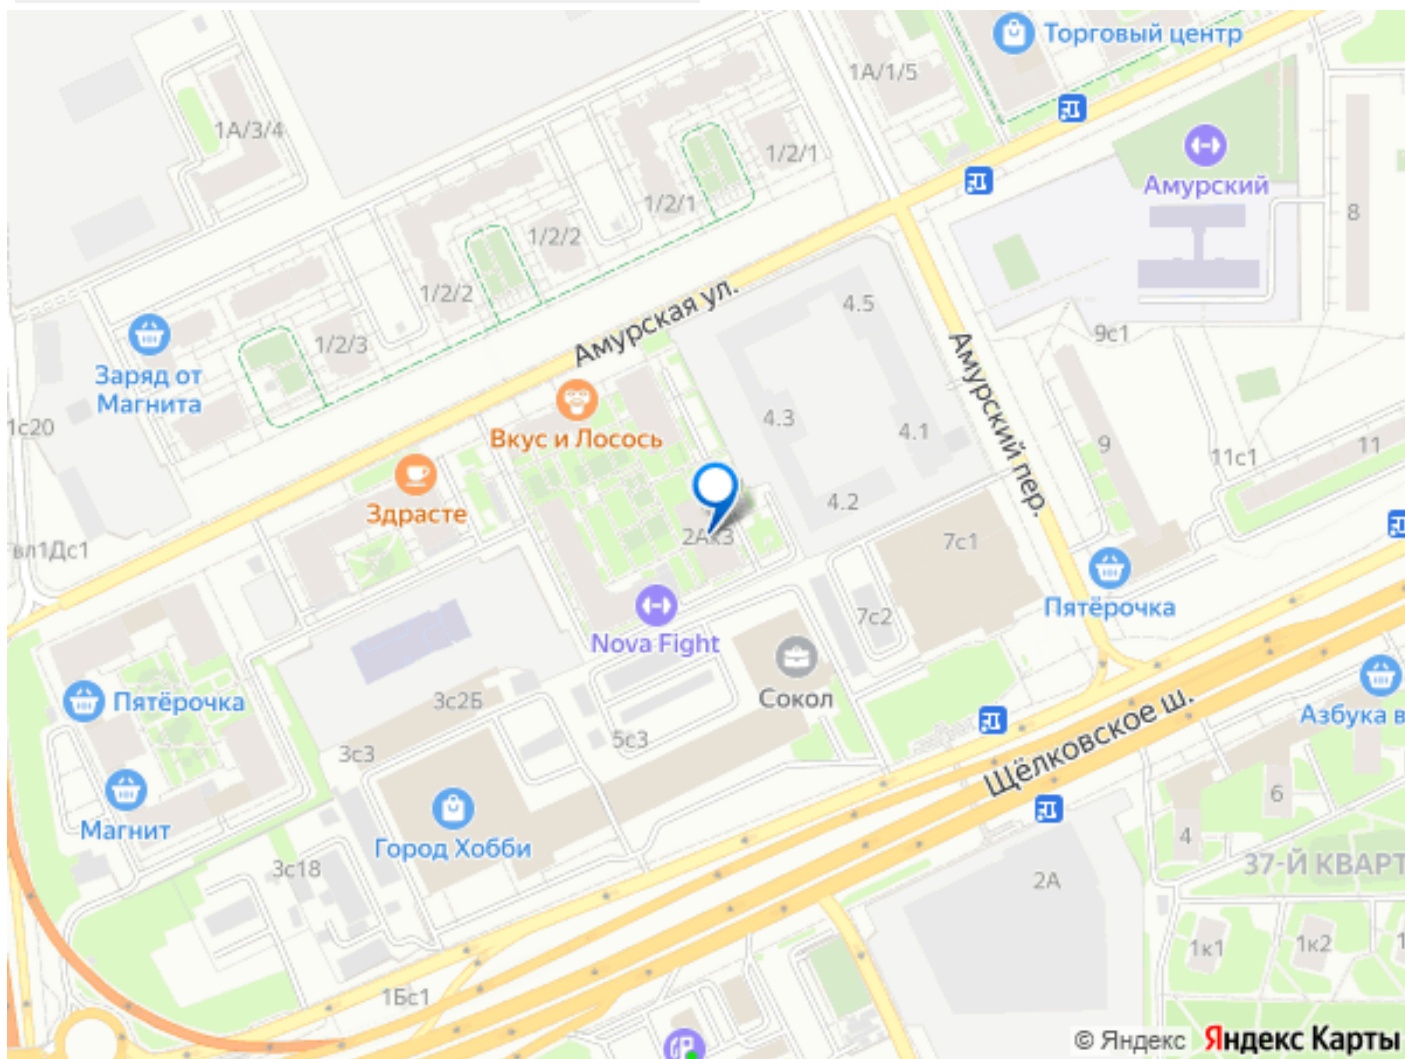 Торговый центр
1А/1/5
1А/3/4
1/2/1
Амурский
1/2/1
8
1/2/2
1/2/2
4.5
Амурская ул.
1/2/3
9с1
Заряд от
Магнита
Амурский пер.
1с20
Вкус и Лосось
4.3
4.1
9
11
11с1
Здрасте
4.2
2Ак3
7с1
вл1Дс1
Пятёрочка
7с2
Nova Fight
Сокол
Пятёрочка
3с2Б
Щёлковское ш.
Азбука в
5с3
3с3
6
Магнит
Город Хобби
4
3с18
37-Й КВАРТ
2А
1к1
1к2
1
1Бс1
© Яндекс Яндекс Карты